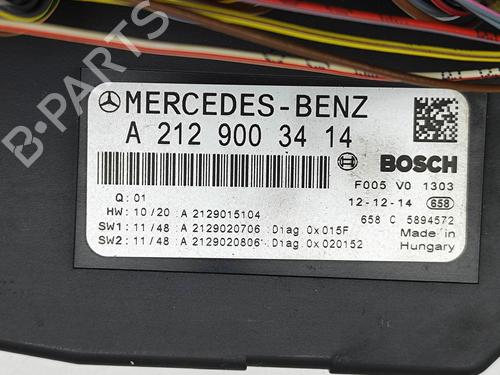 B-PARTS
MERCEDES-BENZ
A 212 900 34 14
BOSCH
F005 V0 1303
Q: 01
12-12-14 658
HW: 10/20 A 2129015104
658 C 5894572
SW1: 11/48 A 2129020706 Diag 0x015F
Made in
SW2: 11/48 A 2129020806 Diag 0x020152
Hungary